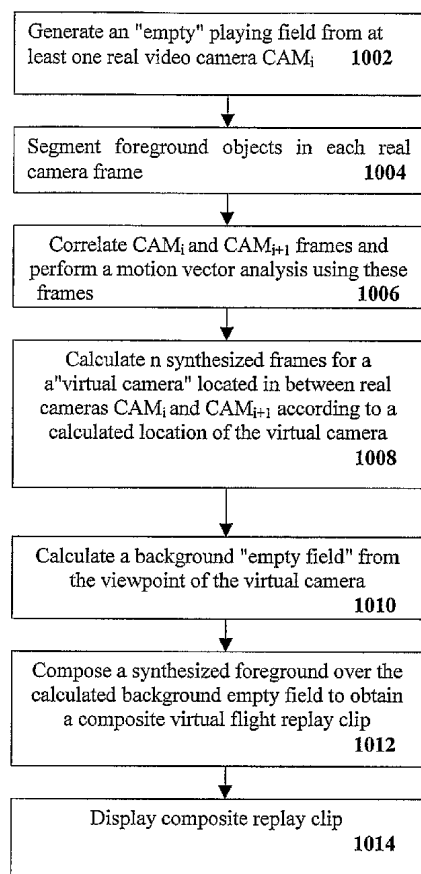 Generate an "empty" playing field from at
least one real video camera CAMi 1002
Segment foreground objects in each real
camera frame 1004
Correlate CAMi and CAMi+1 frames and
perform a motion vector analysis using these
frames 1006
Calculate n synthesized frames for a
a"virtual camera" located in between real
cameras CAMi and CAMi+1 according to a
calculated location of the virtual camera
1008
Calculate a background "empty field" from
the viewpoint of the virtual camera
1010
Compose a synthesized foreground over the
calculated background empty field to obtain
a composite virtual flight replay clip
1012
Display composite replay clip
1014